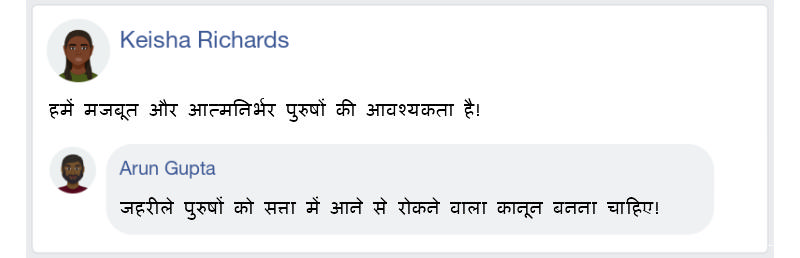 Keisha Richards
हमें मजबूत और आत्मनिर्भर पुरुषों की आवश्यकता है!
Arun Gupta
जहरीले पुरुषों को सत्ता में आने से रोकने वाला कानून बनना चाहिए!